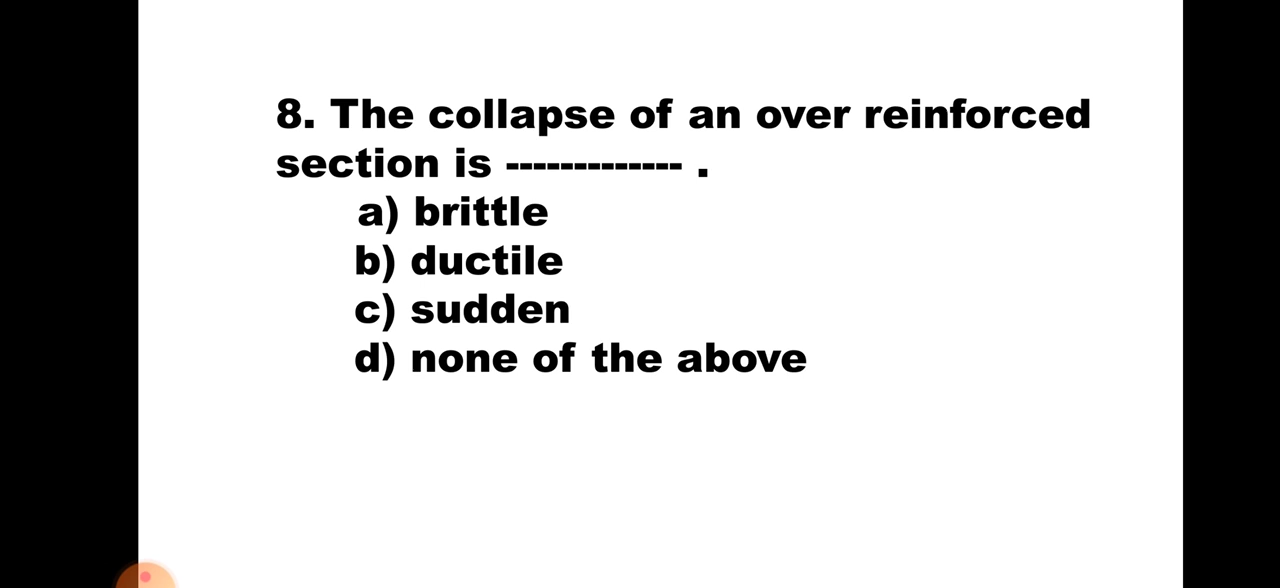 8. The collapse of an over reinforced
section is ------------- .
a) brittle
b) ductile
c) sudden
d) none of the above